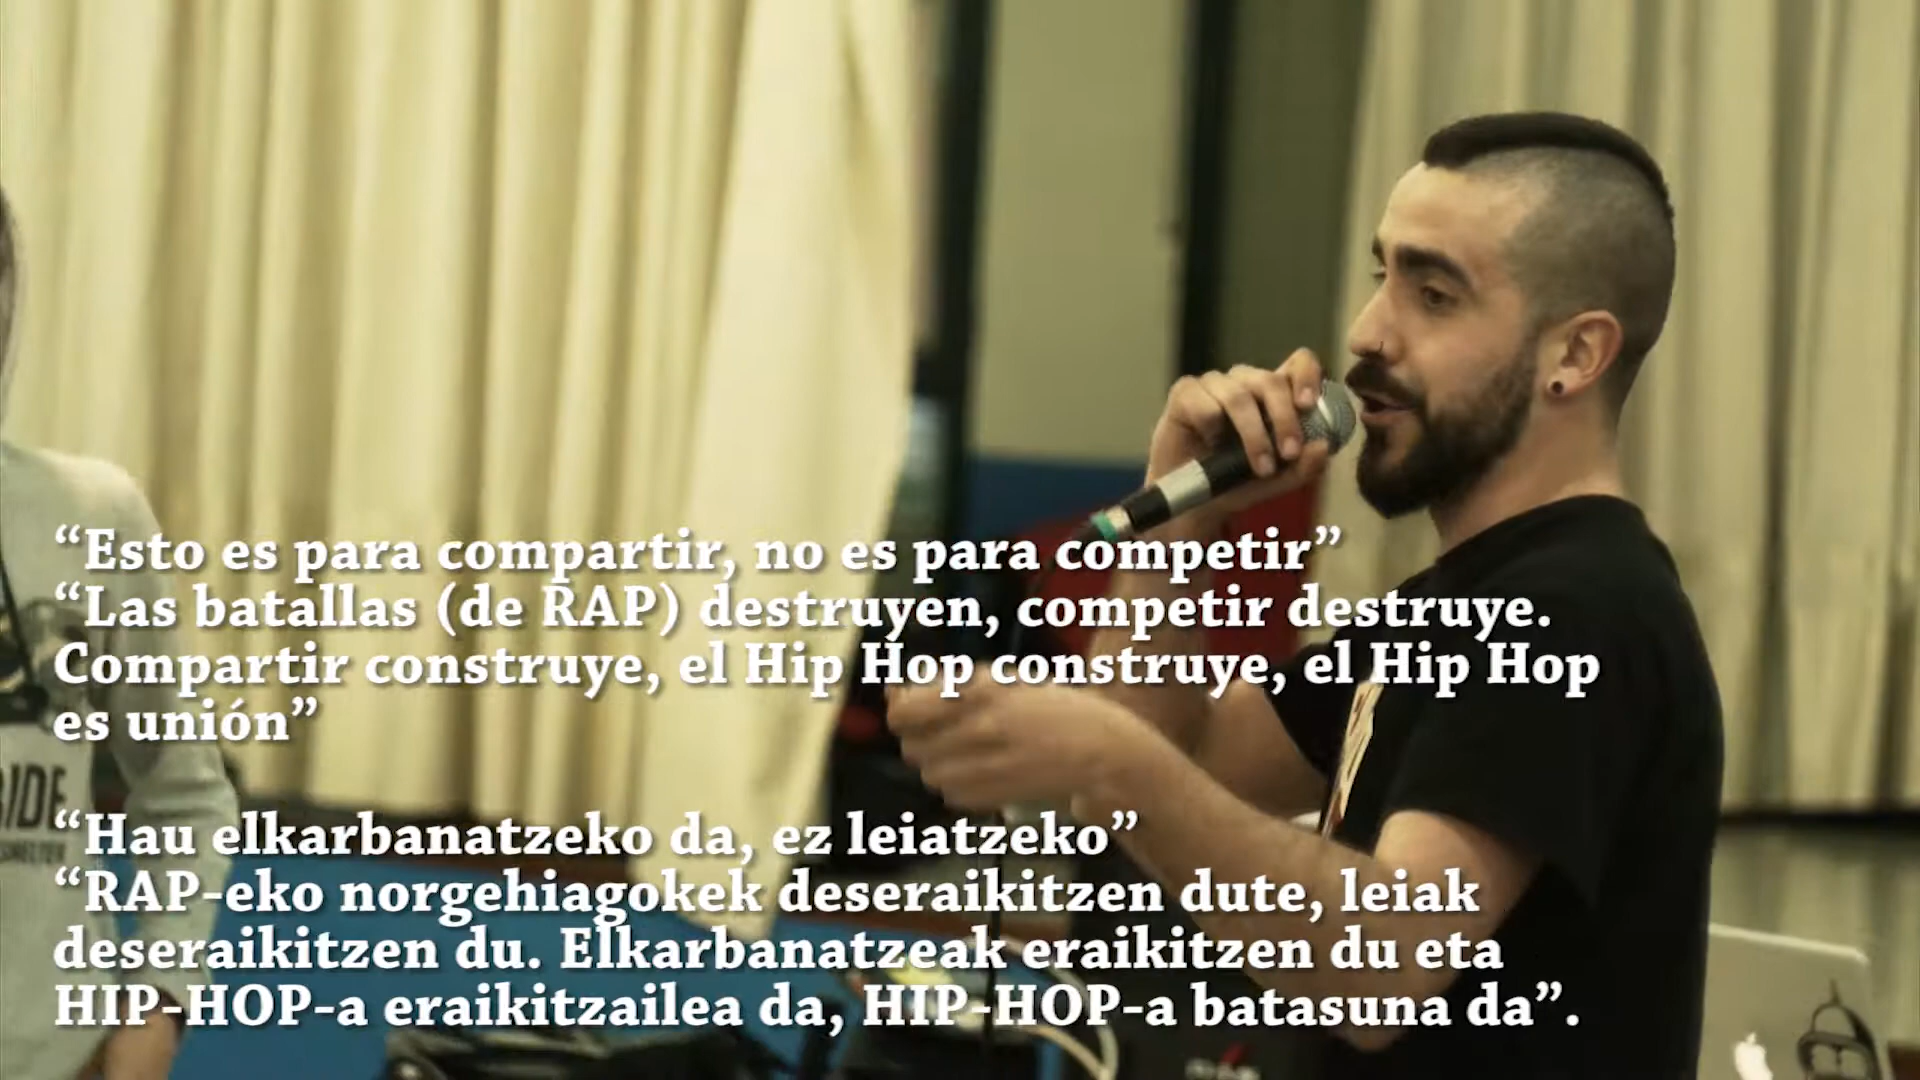 “Esto es para compartir, no es para competir”
“Las batallas (de RAP) destruyen, competir destruye.
Compartir construye, el Hip Hop construye, el Hip Hop
es unión”
“Hau elkarbanatzeko da, ez leiatzeko”
“RAP-eko norgehiagokek deseraikitzen dute, leiak
deseraikitzen du. Elkarbanatzeak eraikitzen du eta
HIP-HOP-a eraikitzailea da, HIP-HOP-a batasuna da”.